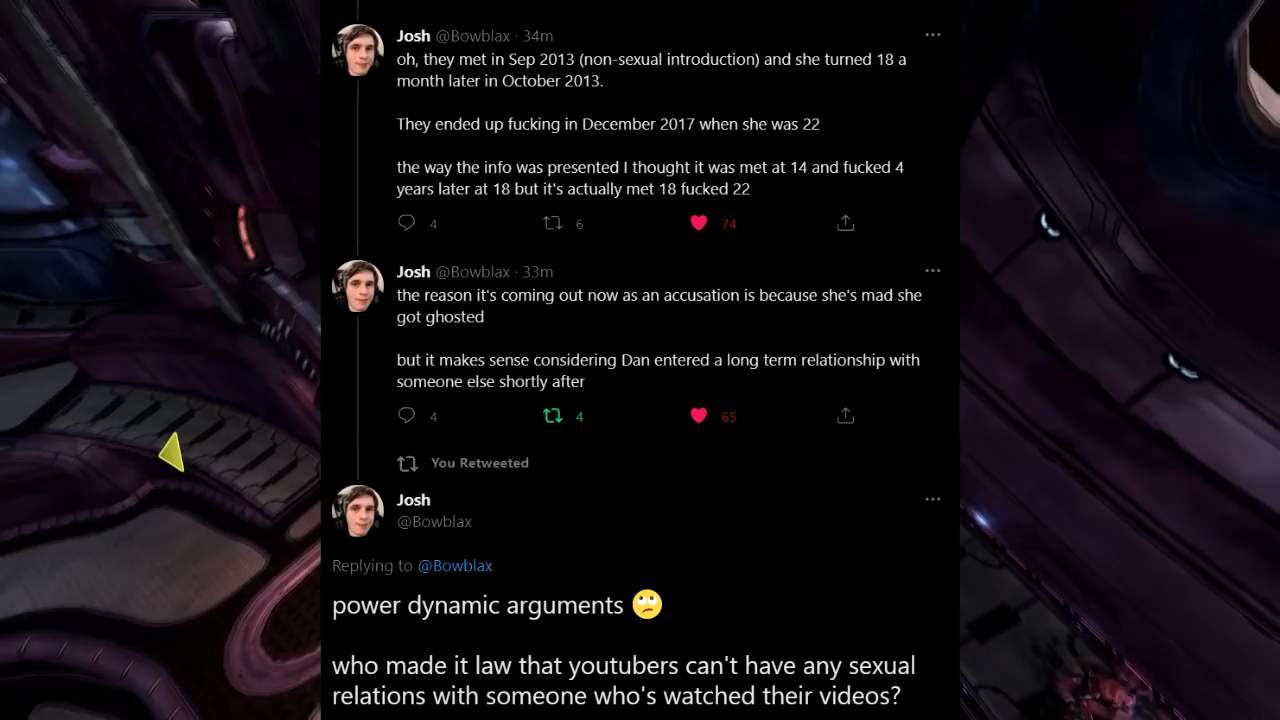 Josh @Bowblax · 34m
oh, they met in Sep 2013 (non-sexual introduction) and she turned 18 a
month later in October 2013.
They ended up fucking in December 2017 when she was 22
the way the info was presented I thought it was met at 14 and fucked 4
years later at 18 but it's actually met 18 fucked 22
4 6 74
Josh @Bowblax · 33m
the reason it's coming out now as an accusation is because she's mad she
got ghosted
but it makes sense considering Dan entered a long term relationship with
someone else shortly after
4 4 65
You Retweeted
Josh
@Bowblax
Replying to @Bowblax
power dynamic arguments 🙄
who made it law that youtubers can't have any sexual
relations with someone who's watched their videos?